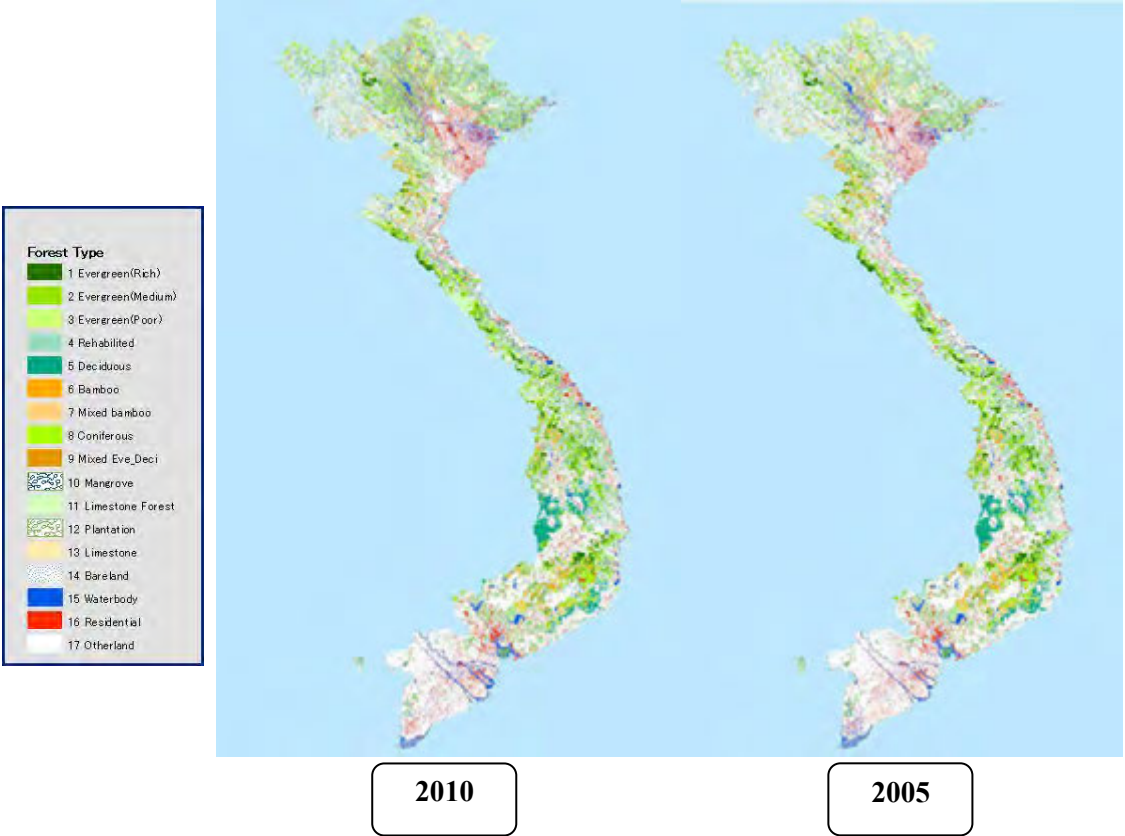 Forest Type
1 Evergreen(Rich)
2 Evergreen(Medium)
3 Evergreen(Poor)
4 Rehabilited
5 Deciduous
6 Bamboo
7 Mixed bamboo
8 Coniferous
9 Mixed Eve_Deci
10 Mangrove
11 Limestone Forest
12 Plantation
13 Limestone
14 Bareland
15 Waterbody
16 Residential
17 Otherland
2010
2005